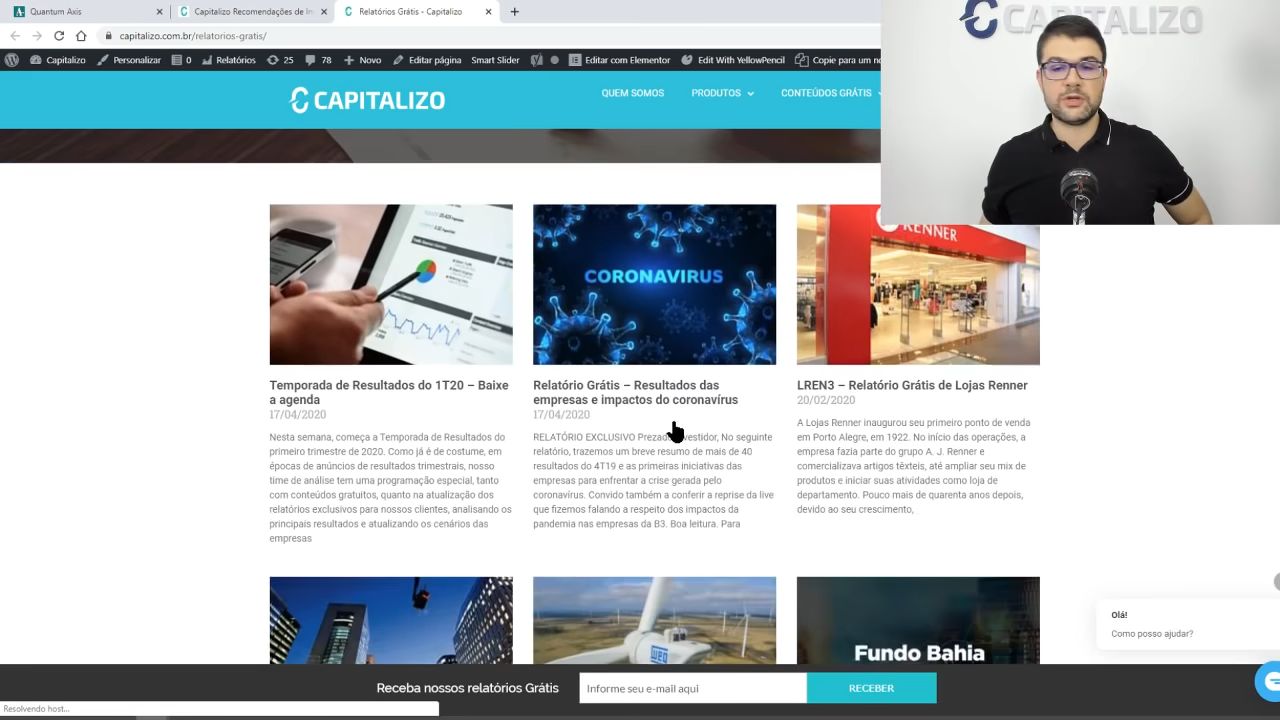 Quantum Axis
Capitalizo Recomendações de In
Relatórios Grátis - Capitalizo
capitalizo.com.br/relatorios-gratis/
CAPITALIZO
Capitalizo
Personalizar
0
Relatórios
25
78
Novo
Editar página
Smart Slider
Editar com Elementor
Edit With YellowPencil
Copie para um no
CAPITALIZO
QUEM SOMOS
PRODUTOS
CONTEÚDOS GRÁTIS
CORONAVIRUS
RENNER
Temporada de Resultados do 1T20 – Baixe
a agenda
17/04/2020
Nesta semana, começa a Temporada de Resultados do
primeiro trimestre de 2020. Como já é de costume, em
épocas de anúncios de resultados trimestrais, nosso
time de análise tem uma programação especial, tanto
com conteúdos gratuitos, quanto na atualização dos
relatórios exclusivos para nossos clientes, analisando os
principais resultados e atualizando os cenários das
empresas
Relatório Grátis – Resultados das
empresas e impactos do coronavírus
17/04/2020
RELATÓRIO EXCLUSIVO Prezado investidor, No seguinte
relatório, trazemos um breve resumo de mais de 40
resultados do 4T19 e as primeiras iniciativas das
empresas para enfrentar a crise gerada pelo
coronavírus. Convido também a conferir a reprise da live
que fizemos falando a respeito dos impactos da
pandemia nas empresas da B3. Boa leitura. Para
LREN3 – Relatório Grátis de Lojas Renner
20/02/2020
A Lojas Renner inaugurou seu primeiro ponto de venda
em Porto Alegre, em 1922. No início das operações, a
empresa fazia parte do grupo A. J. Renner e
comercializava artigos têxteis, até ampliar seu mix de
produtos e iniciar suas atividades como loja de
departamento. Pouco mais de quarenta anos depois,
devido ao seu crescimento,
WEG
Fundo Bahia
Olá!
Como posso ajudar?
Receba nossos relatórios Grátis
Informe seu e-mail aqui
RECEBER
Resolvendo host...